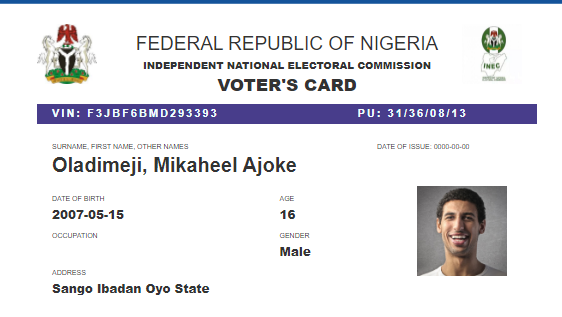 FEDERAL REPUBLIC OF NIGERIA
INDEPENDENT NATIONAL ELECTORAL COMMISSION
VOTER'S CARD
INEC
VIN: F3JBF6BMD293393 PU: 31/36/08/13
SURNAME, FIRST NAME, OTHER NAMES DATE OF ISSUE: 0000-00-00
Oladimeji, Mikaheel Ajoke
DATE OF BIRTH AGE
2007-05-15 16
OCCUPATION GENDER
Male
ADDRESS
Sango Ibadan Oyo State